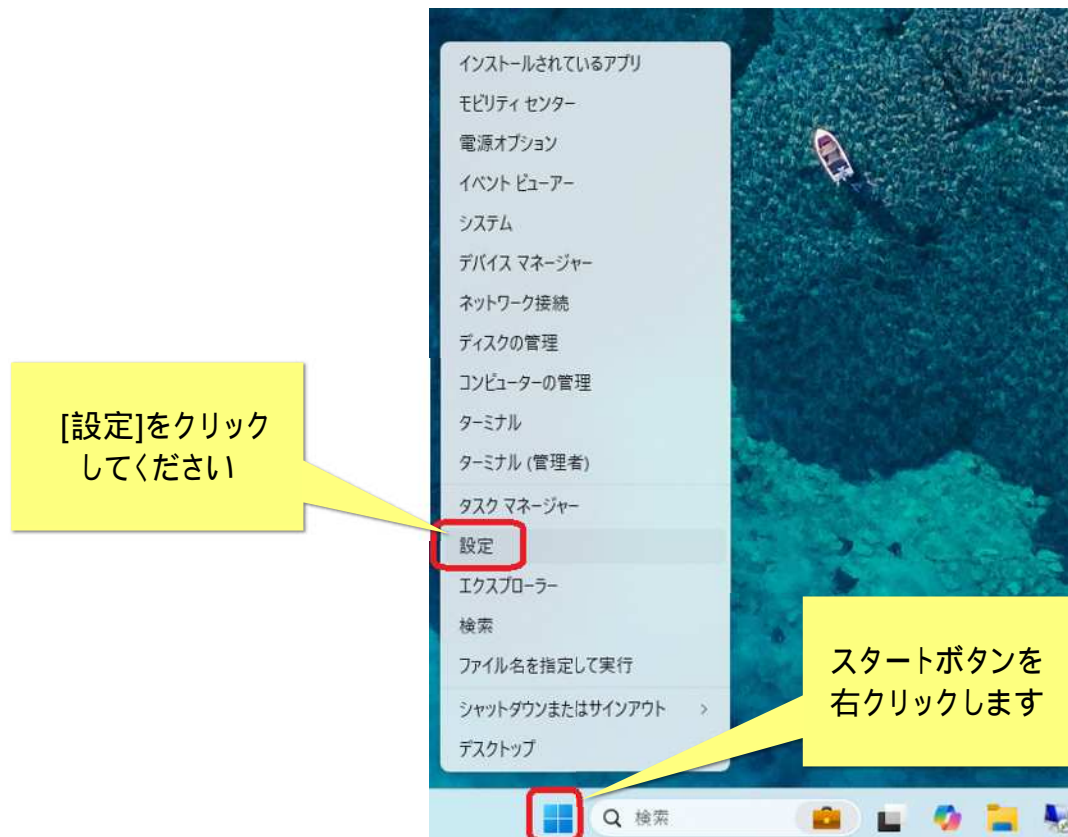 インストールされているアプリ
モビリティ センター
電源オプション
イベント ビューアー
システム
デバイス マネージャー
ネットワーク接続
ディスクの管理
コンピューターの管理
ターミナル
ターミナル (管理者)
タスク マネージャー
設定
エクスプローラー
検索
ファイル名を指定して実行
シャットダウンまたはサインアウト
デスクトップ
[設定]をクリック
してください
スタートボタンを
右クリックします
検索